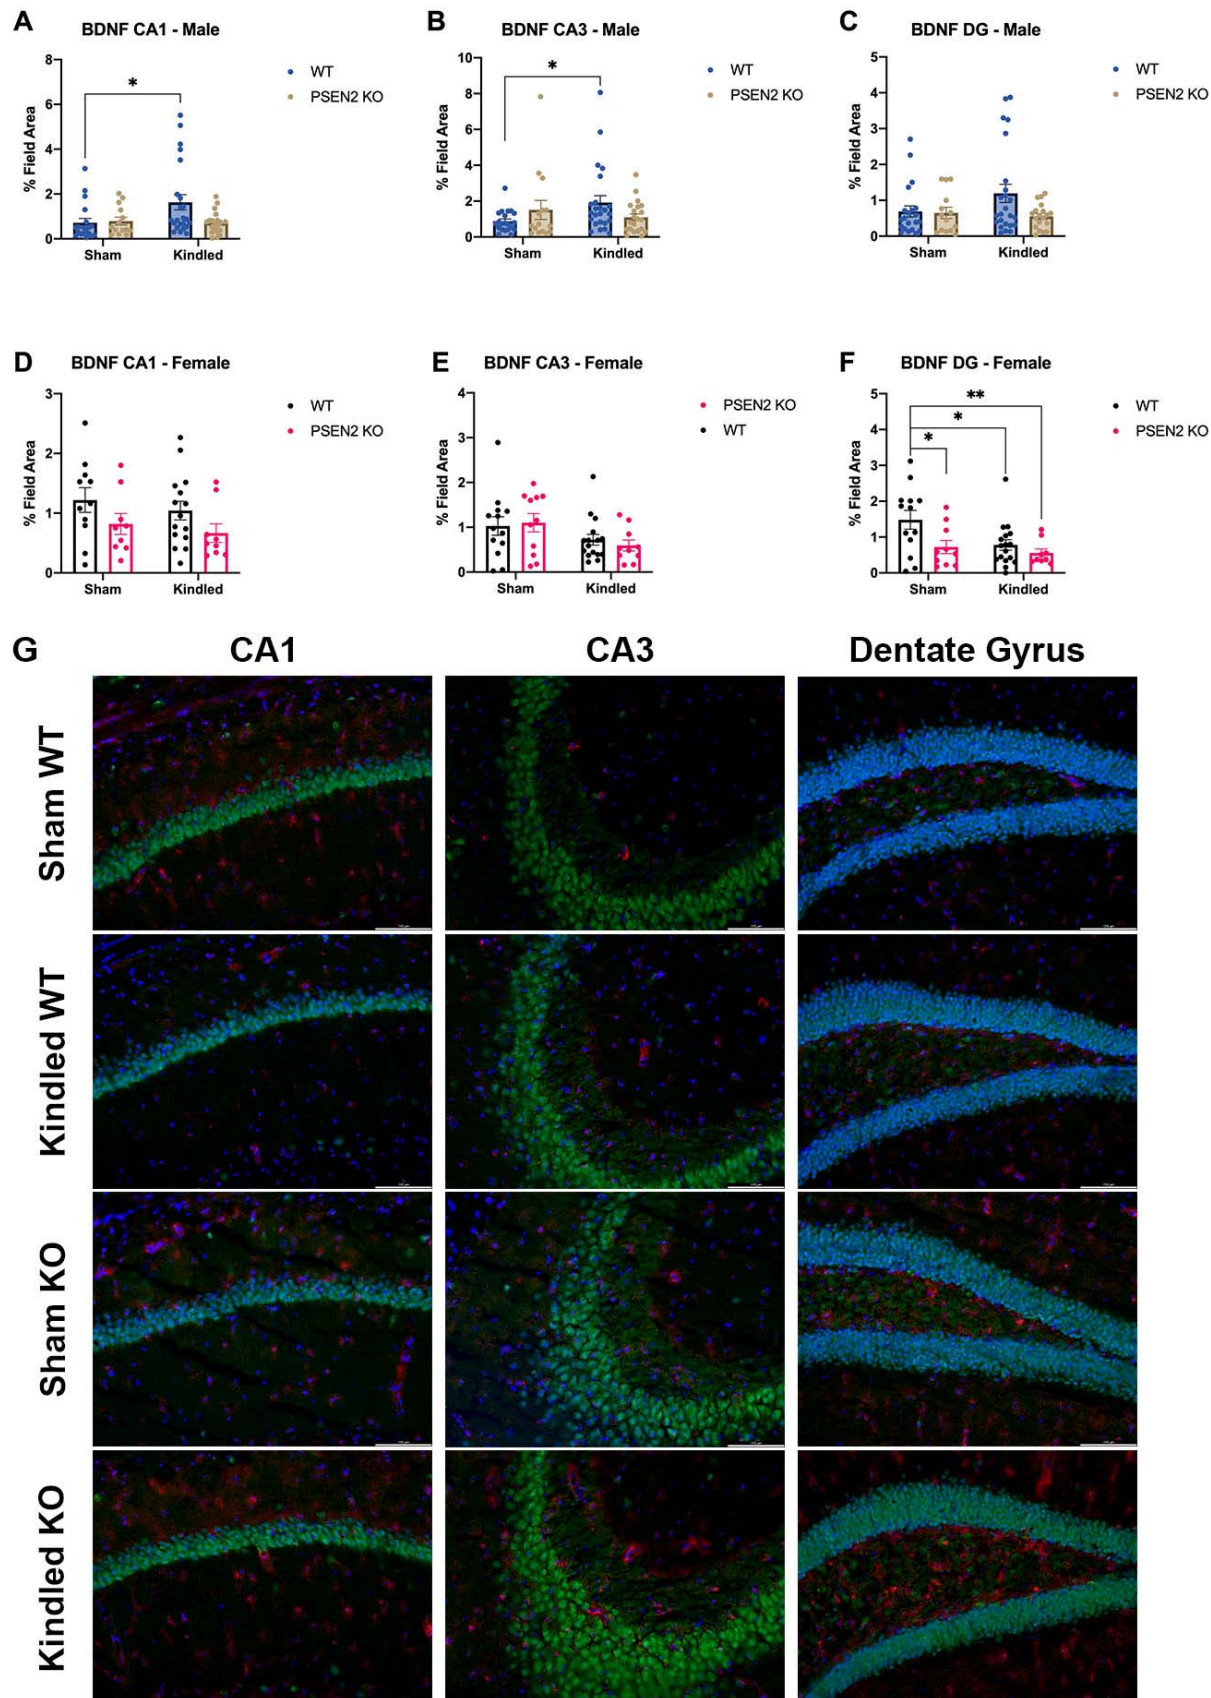 A
BDNF CA1 - Male
8
6
4
2
0
% Field Area
*
Sham
Kindled
WT
PSEN2 KO
B
BDNF CA3 - Male
10
8
6
4
2
0
% Field Area
*
Sham
Kindled
WT
PSEN2 KO
C
BDNF DG - Male
5
4
3
2
1
0
% Field Area
Sham
Kindled
WT
PSEN2 KO
D
BDNF CA1 - Female
3
2
1
0
% Field Area
Sham
Kindled
WT
PSEN2 KO
E
BDNF CA3 - Female
4
3
2
1
0
% Field Area
Sham
Kindled
PSEN2 KO
WT
F
BDNF DG - Female
5
4
3
2
1
0
% Field Area
**
*
*
Sham
Kindled
WT
PSEN2 KO
G
CA1
CA3
Dentate Gyrus
Sham WT
Kindled WT
Sham KO
Kindled KO